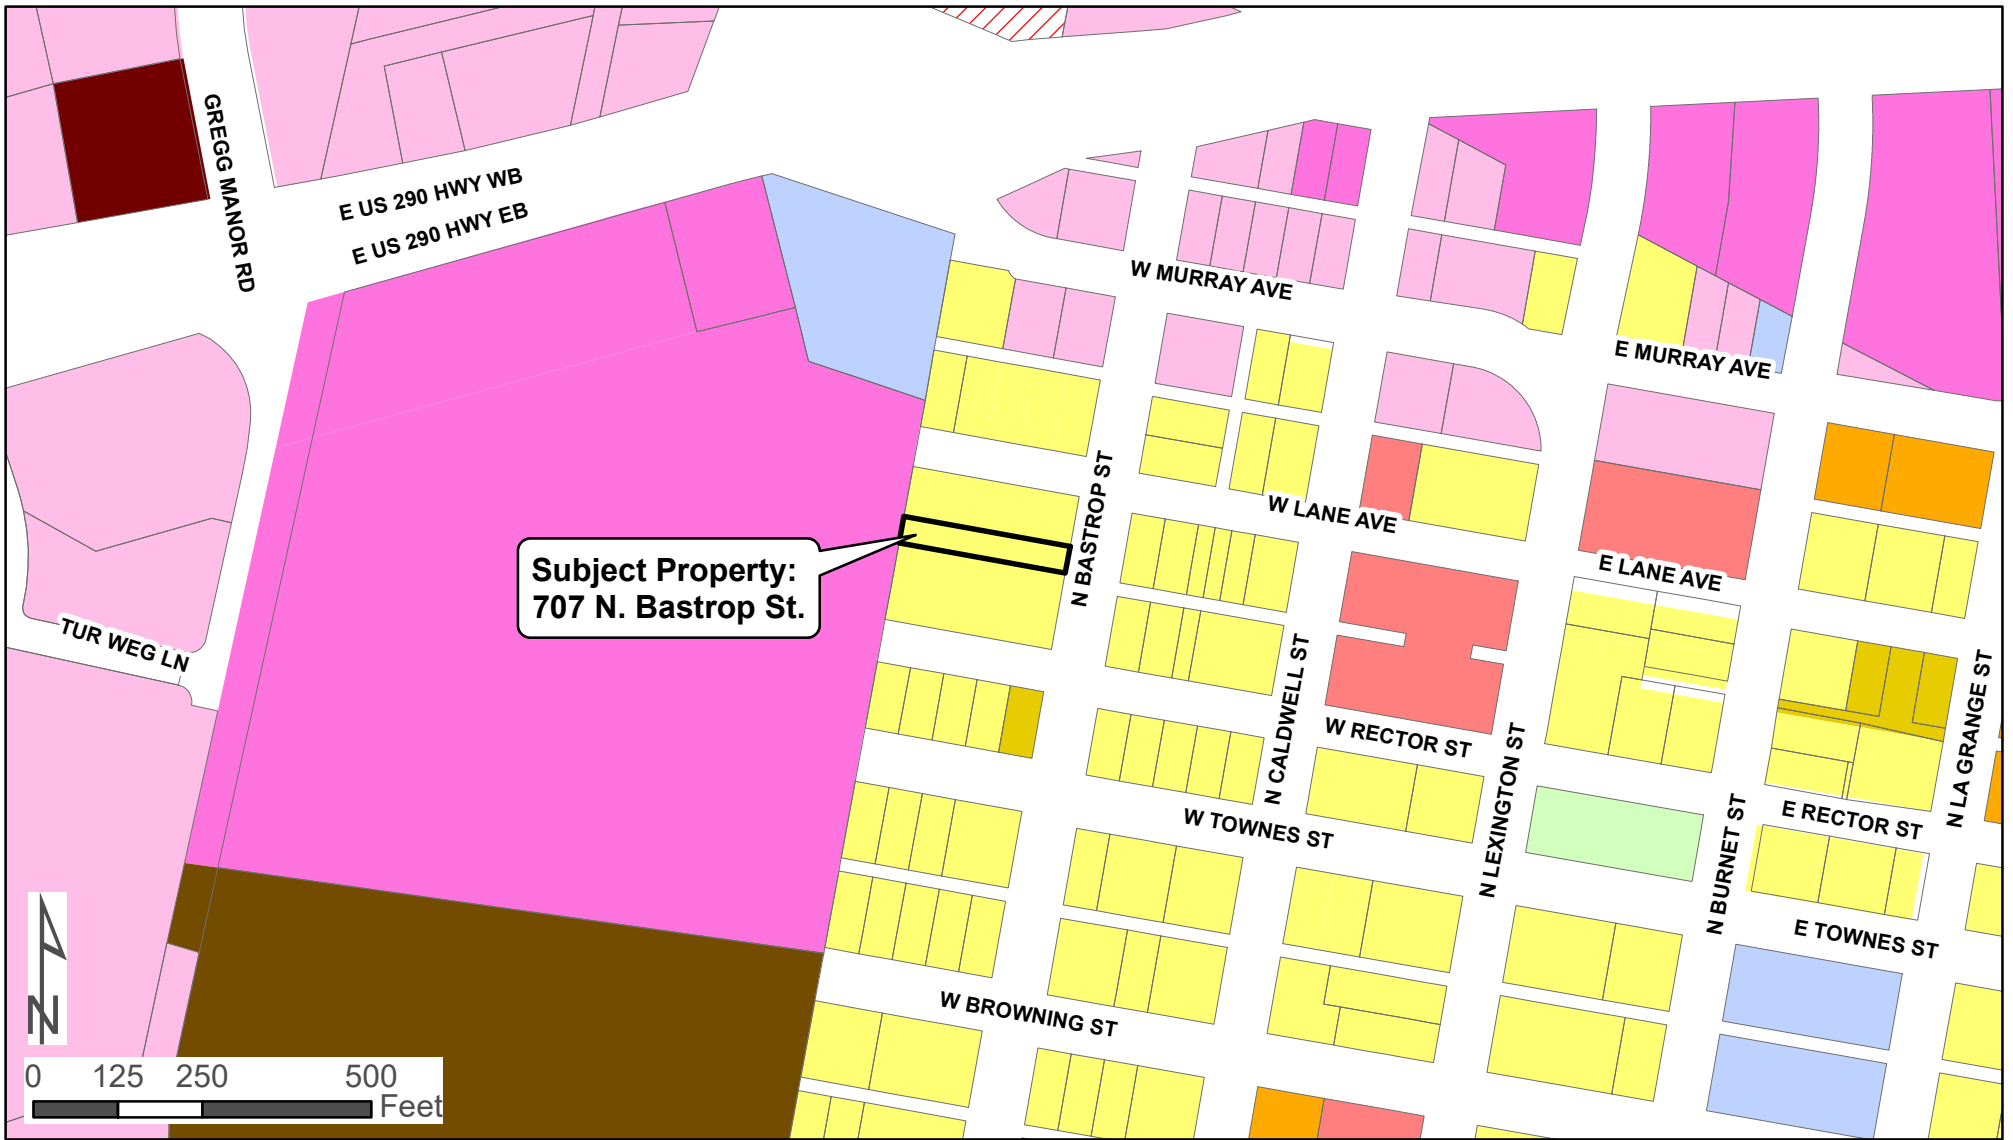 GREGG MANOR RD
E US 290 HWY WB
E US 290 HWY EB
W MURRAY AVE
E MURRAY AVE
N BASTROP ST
W LANE AVE
E LANE AVE
Subject Property:
707 N. Bastrop St.
TUR WEG LN
N CALDWELL ST
W RECTOR ST
N LEXINGTON ST
N LA GRANGE ST
W TOWNES ST
E RECTOR ST
N BURNET ST
E TOWNES ST
W BROWNING ST
N
0 125 250 500
Feet